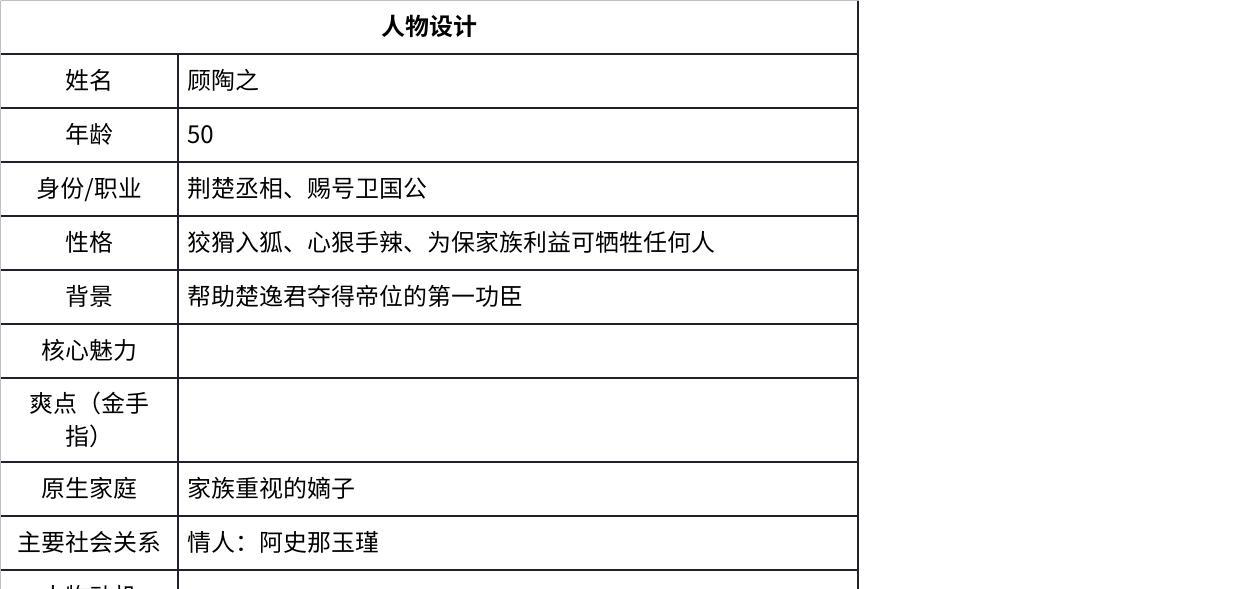 人物设计
姓名
顾陶之
年龄
50
身份/职业
荆楚丞相、赐号卫国公
性格
狡猾入狐、心狠手辣、为保家族利益可牺牲任何人
背景
帮助楚逸君夺得帝位的第一功臣
核心魅力
爽点（金手
指）
原生家庭
家族重视的嫡子
主要社会关系
情人：阿史那玉瑾